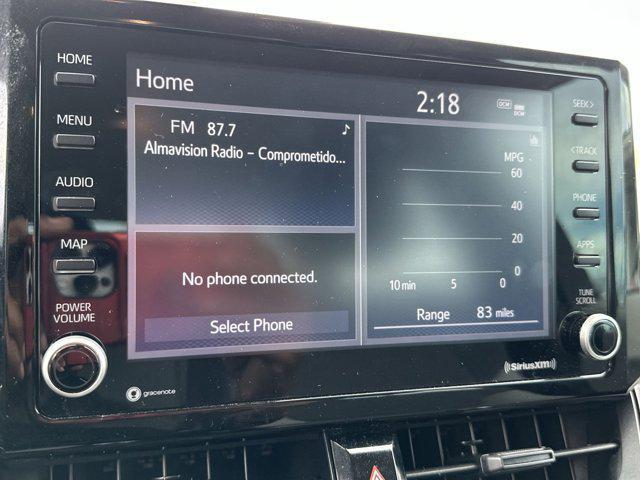 HOME
MENU
AUDIO
MAP
POWER
VOLUME
Home
2:18
DCM
DCM
FM 87.7
Almavision Radio - Comprometido...
No phone connected.
Select Phone
MPG
60
40
20
0
10 min 5 0
Range 83 miles
SEEK>
<TRACK
PHONE
APPS
TUNE
SCROLL
gracenote
((SiriusXM))